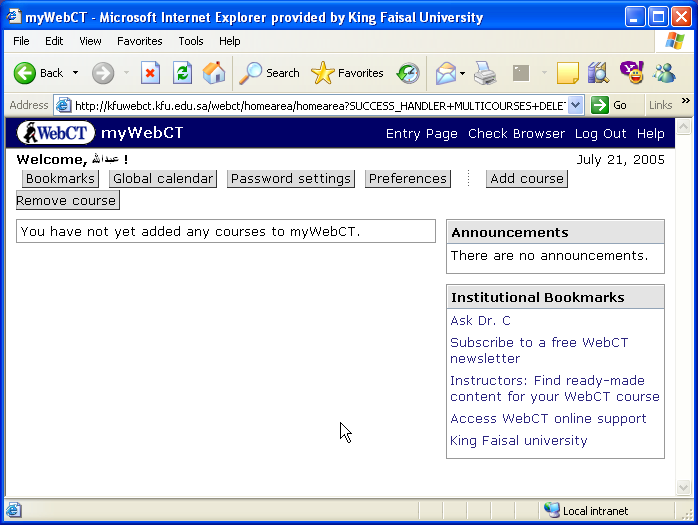 myWebCT - Microsoft Internet Explorer provided by King Faisal University
File Edit View Favorites Tools Help
Back Search Favorites
Address http://kfuwebct.kfu.edu.sa/webct/homearea/homearea?SUCCESS_HANDLER+MULTICOURSES+DELET Go Links »
WebCT myWebCT Entry Page Check Browser Log Out Help
Welcome, عبدالله ! July 21, 2005
Bookmarks Global calendar Password settings Preferences Add course
Remove course
You have not yet added any courses to myWebCT.
Announcements
There are no announcements.
Institutional Bookmarks
Ask Dr. C
Subscribe to a free WebCT
newsletter
Instructors: Find ready-made
content for your WebCT course
Access WebCT online support
King Faisal university
Local intranet